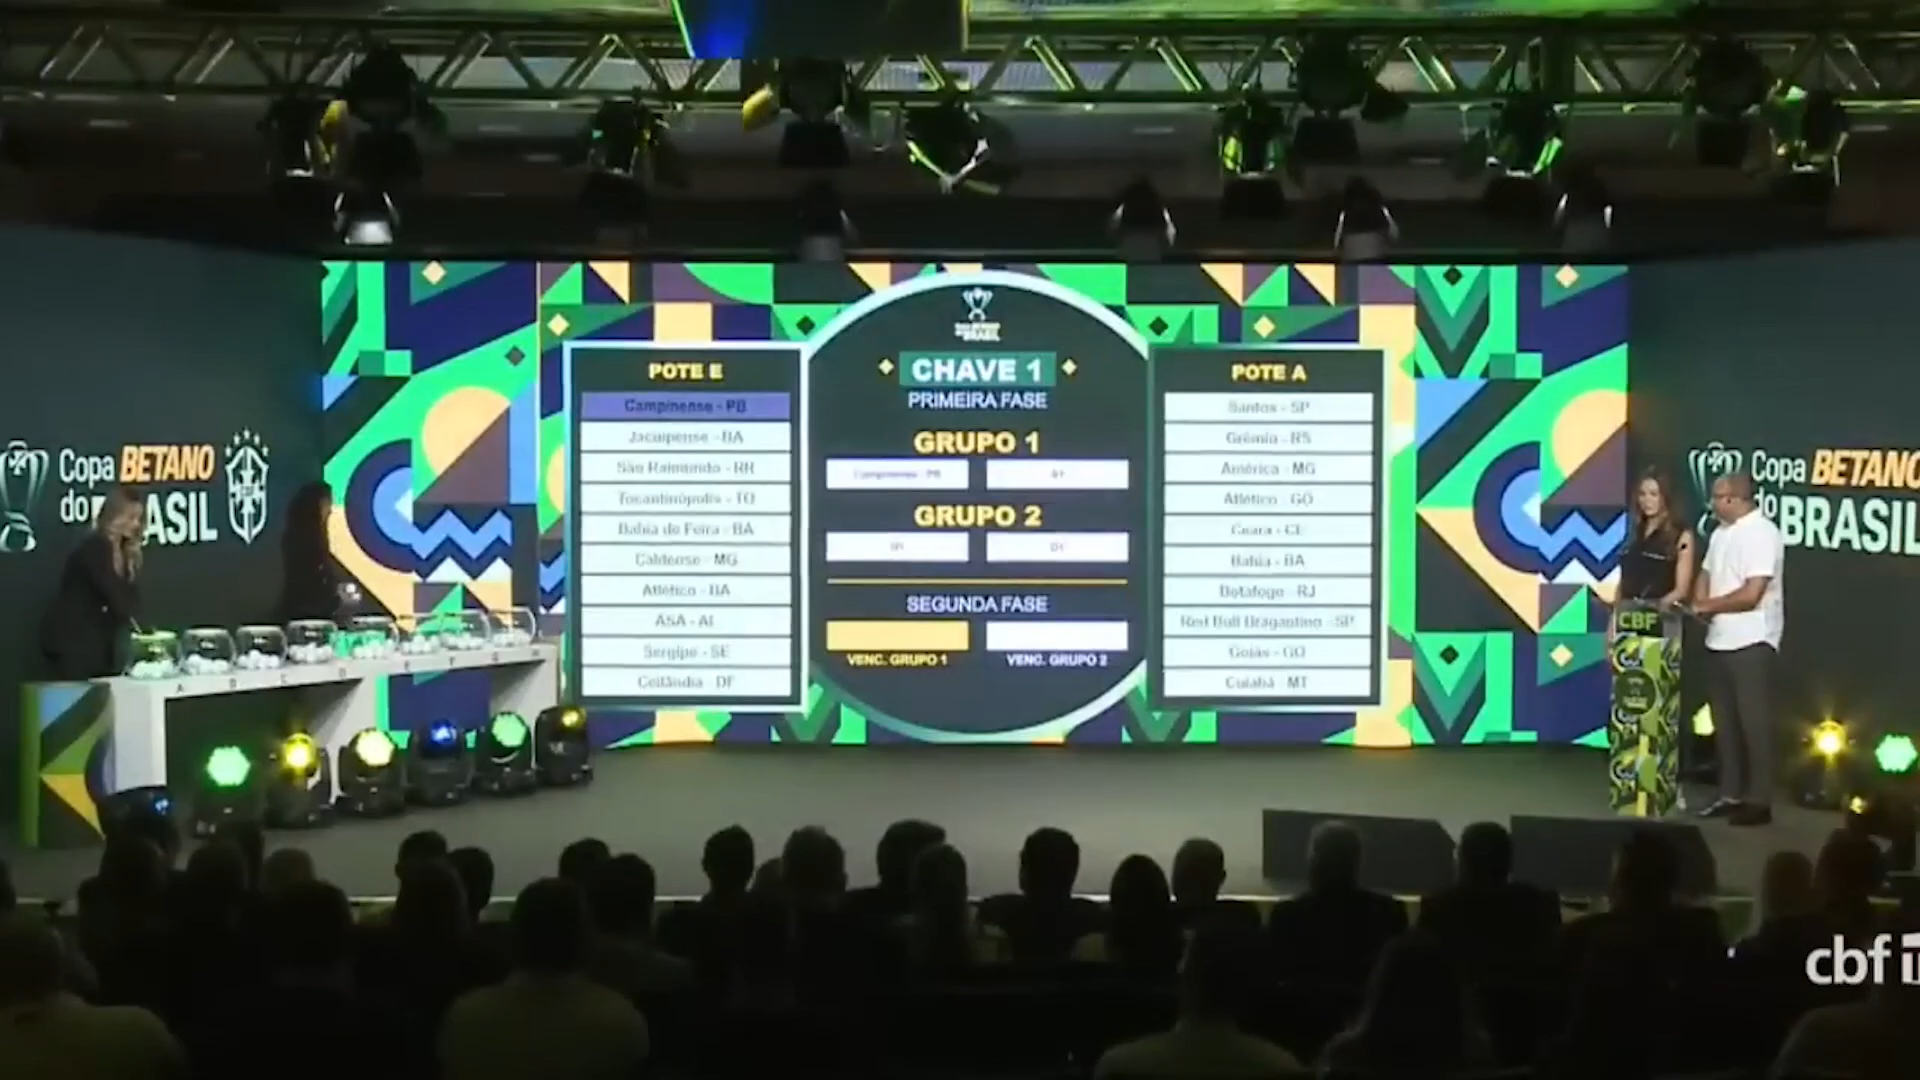 POTE E
Campinense - PB
Jacuipense - BA
São Raimundo - RR
Tocantinópolis - TO
Bahia de Feira - BA
Caldense - MG
Atlético - BA
ASA - AL
Sergipe - SE
Ceilândia - DF
BRASIL
CHAVE 1
PRIMEIRA FASE
GRUPO 1
Campinense - PB
A1
GRUPO 2
SEGUNDA FASE
VENC. GRUPO 1
VENC. GRUPO 2
POTE A
Santos - SP
Grêmio - RS
América - MG
Atlético - GO
Ceará - CE
Bahia - BA
Botafogo - RJ
Red Bull Bragantino - SP
Goiás - GO
Cuiabá - MT
Copa BETANO
do BRASIL
Copa BETANO
do BRASIL
CBF
cbf